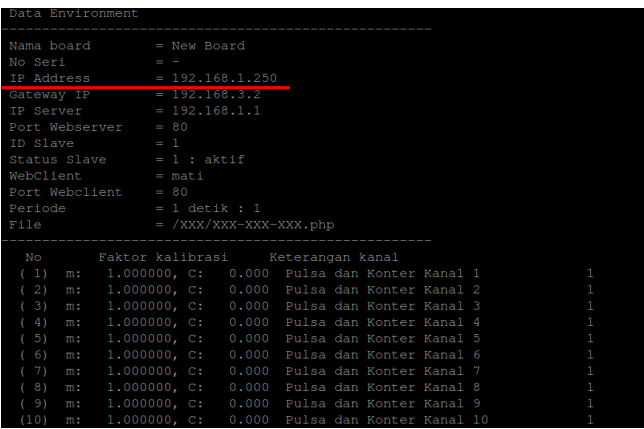 Data Environment
-----------------------------------------------------
Nama board = New Board
No Seri = -
IP Address = 192.168.1.250
Gateway IP = 192.168.3.2
IP Server = 192.168.1.1
Port Webserver = 80
ID Slave = 1
Status Slave = 1 : aktif
WebClient = mati
Port Webclient = 80
Periode = 1 detik : 1
File = /XXX/XXX-XXX-XXX.php
-----------------------------------------------------
No Faktor kalibrasi Keterangan kanal
( 1) m: 1.000000, C: 0.000 Pulsa dan Konter Kanal 1 1
( 2) m: 1.000000, C: 0.000 Pulsa dan Konter Kanal 2 1
( 3) m: 1.000000, C: 0.000 Pulsa dan Konter Kanal 3 1
( 4) m: 1.000000, C: 0.000 Pulsa dan Konter Kanal 4 1
( 5) m: 1.000000, C: 0.000 Pulsa dan Konter Kanal 5 1
( 6) m: 1.000000, C: 0.000 Pulsa dan Konter Kanal 6 1
( 7) m: 1.000000, C: 0.000 Pulsa dan Konter Kanal 7 1
( 8) m: 1.000000, C: 0.000 Pulsa dan Konter Kanal 8 1
( 9) m: 1.000000, C: 0.000 Pulsa dan Konter Kanal 9 1
(10) m: 1.000000, C: 0.000 Pulsa dan Konter Kanal 10 1